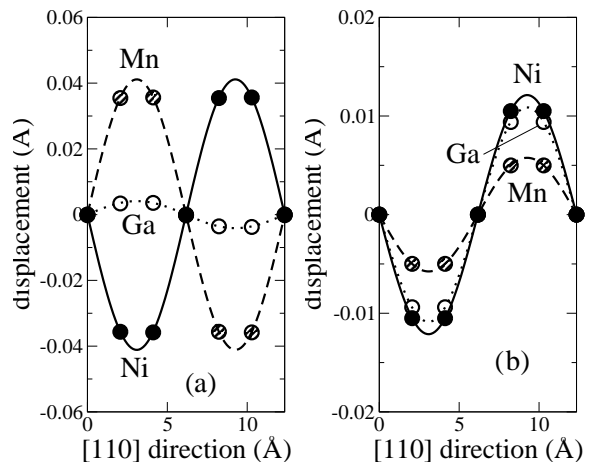 0.06
0.04
0.02
0
-0.02
-0.04
-0.06
displacement (A)
Mn
Ga
Ni
(a)
0 5 10
[110] direction (Å)
0.02
0.01
0
-0.01
-0.02
displacement (A)
Ni
Ga
Mn
(b)
0 5 10
[110] direction (Å)